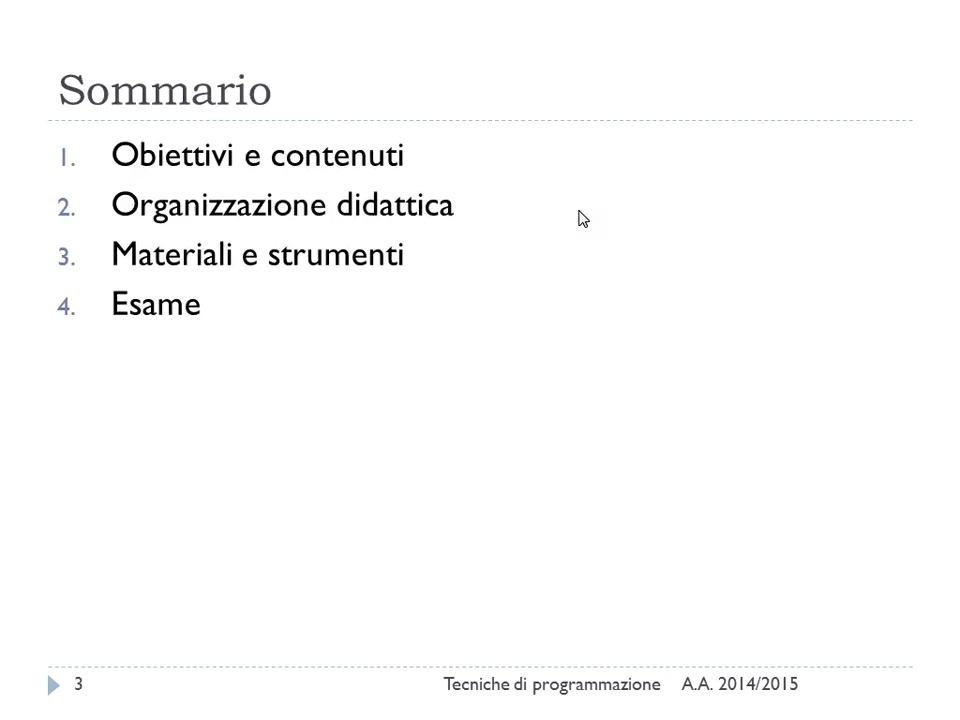 Sommario
1. Obiettivi e contenuti
2. Organizzazione didattica
3. Materiali e strumenti
4. Esame
3 Tecniche di programmazione A.A. 2014/2015